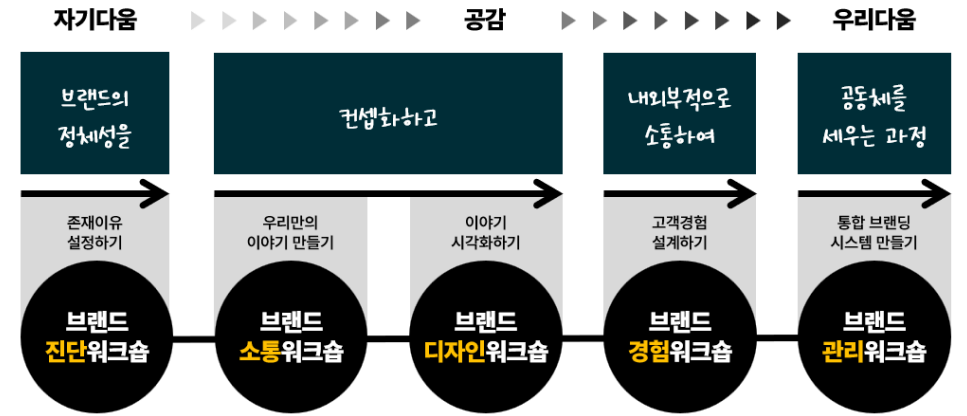 자기다움
공감
우리다움
브랜드의
정체성을
컨셉화하고
내외부적으로
소통하여
공동체를
세우는 과정
존재이유
설정하기
우리만의
이야기 만들기
이야기
시각화하기
고객경험
설계하기
통합 브랜딩
시스템 만들기
브랜드
진단워크숍
브랜드
소통워크숍
브랜드
디자인워크숍
브랜드
경험워크숍
브랜드
관리워크숍